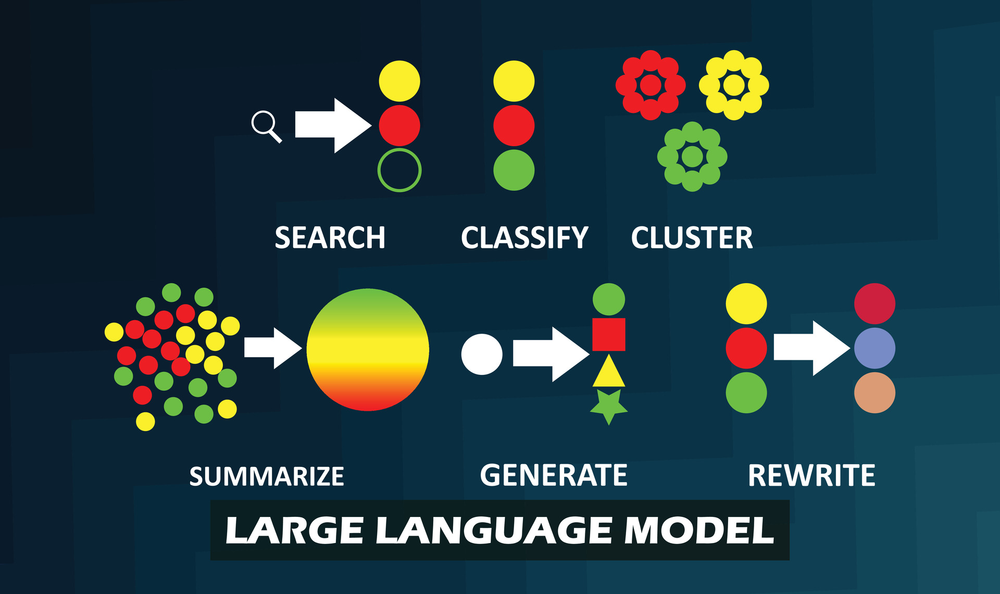 SEARCH
CLASSIFY
CLUSTER
SUMMARIZE
GENERATE
REWRITE
LARGE LANGUAGE MODEL